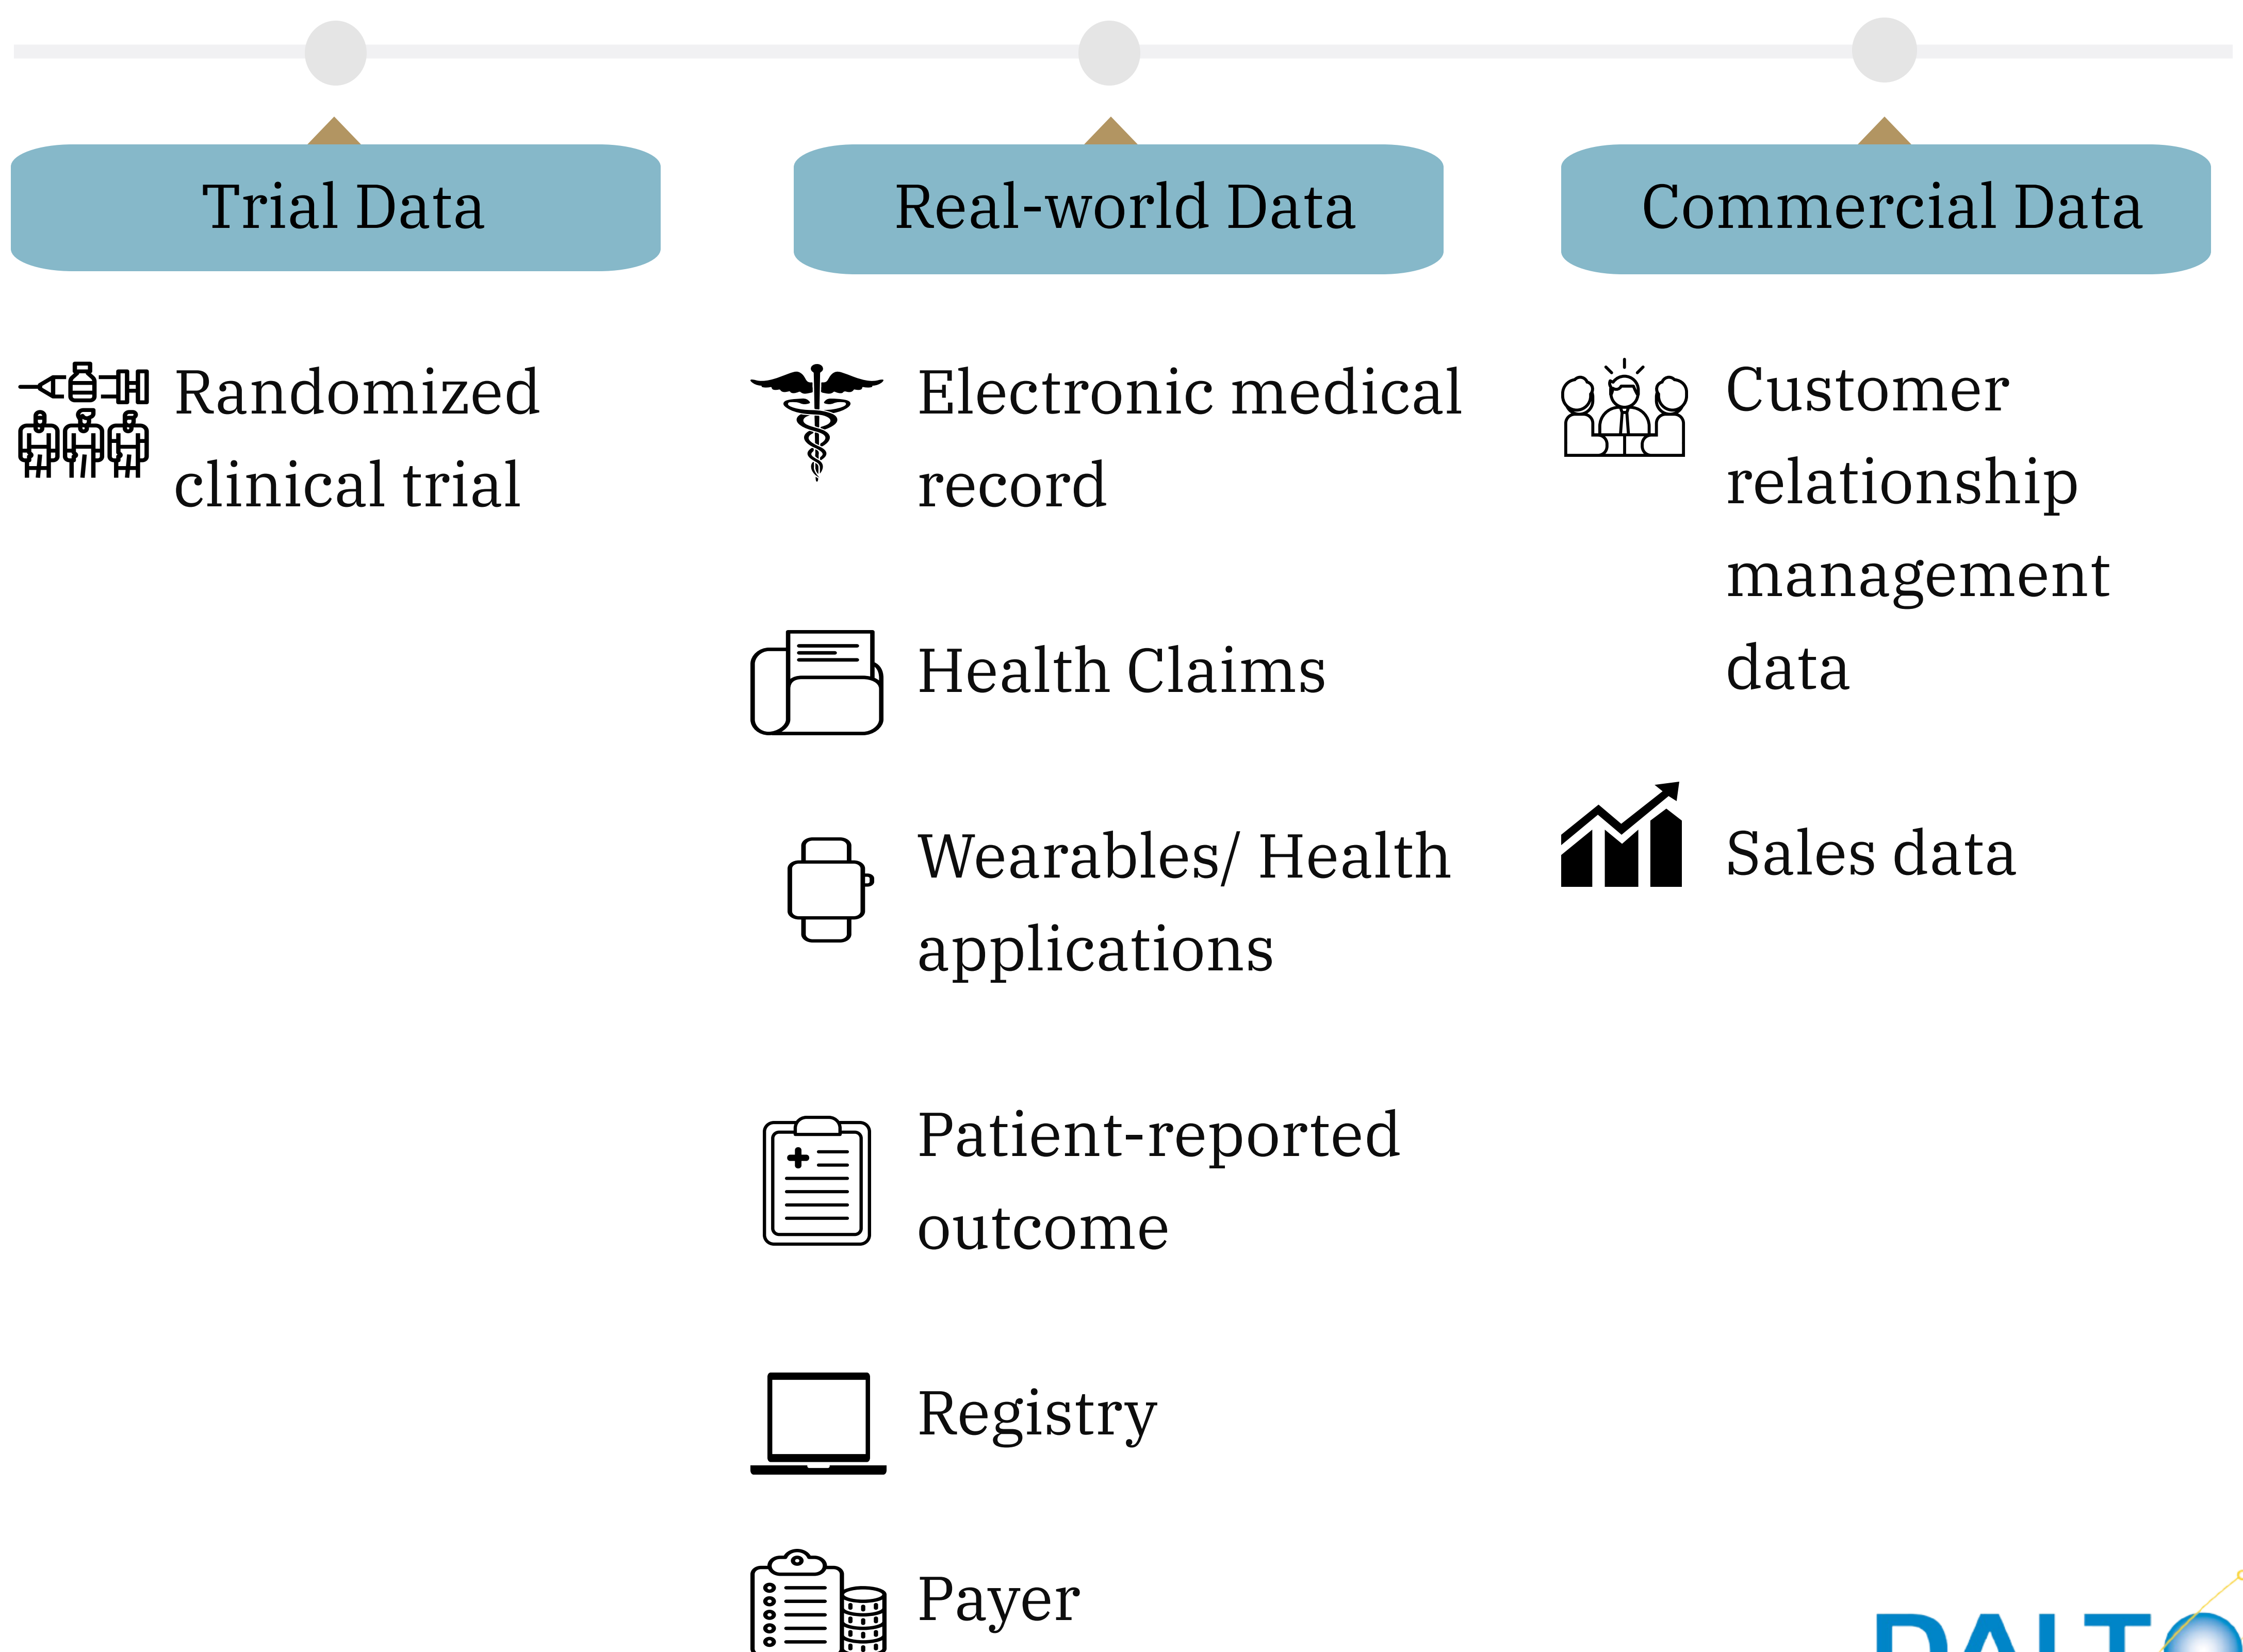 Trial Data
Real-world Data
Commercial Data
Randomized
clinical trial
Electronic medical
record
Health Claims
Wearables/ Health
applications
Patient-reported
outcome
Registry
Payer
Customer
relationship
management
data
Sales data